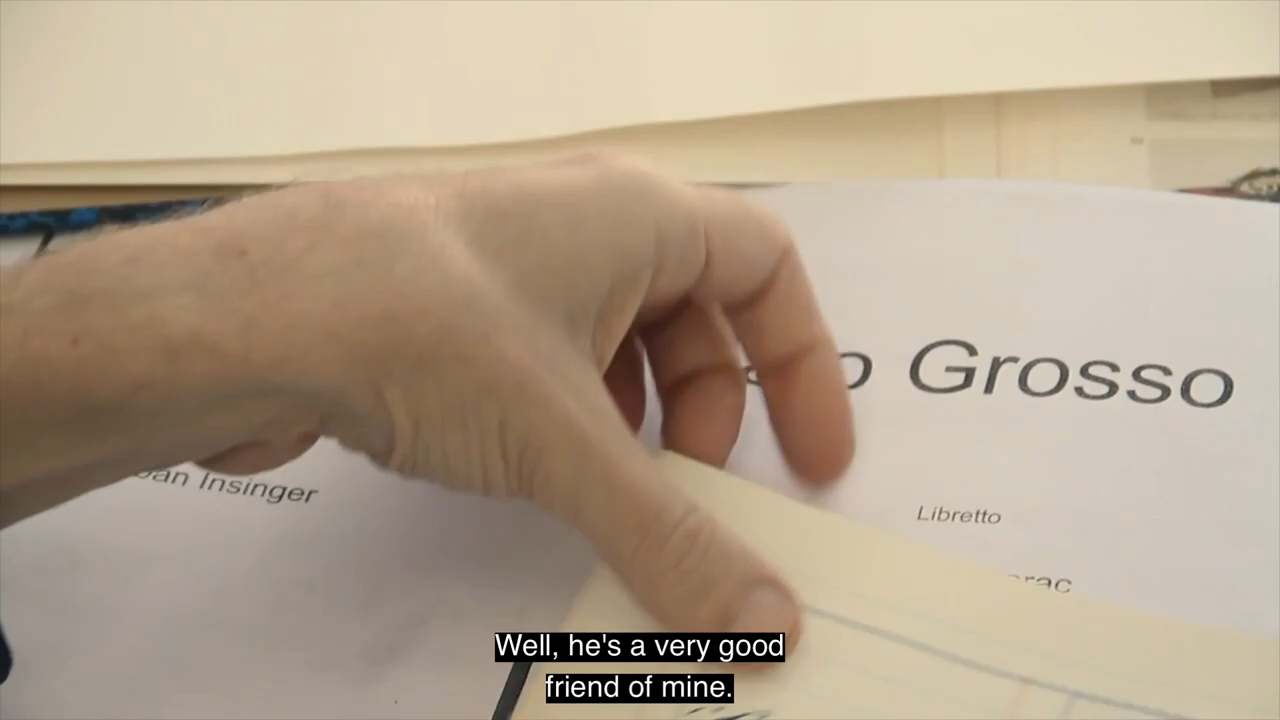 Grosso
Insinger
Libretto
Well, he's a very good
friend of mine.